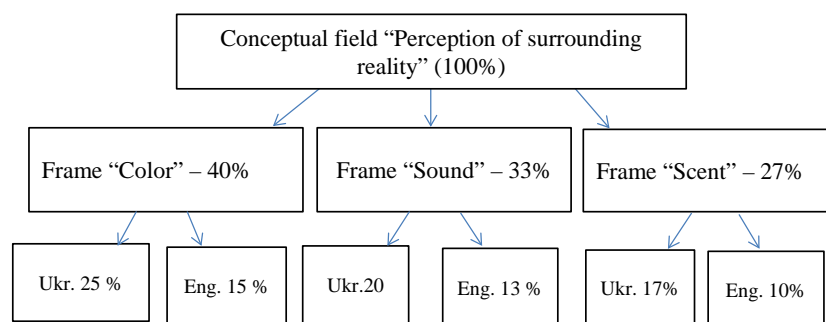 Conceptual field “Perception of surrounding
reality” (100%)
Frame “Color” – 40%
Frame “Sound” – 33%
Frame “Scent” – 27%
Ukr. 25 %
Eng. 15 %
Ukr.20
Eng. 13 %
Ukr. 17%
Eng. 10%